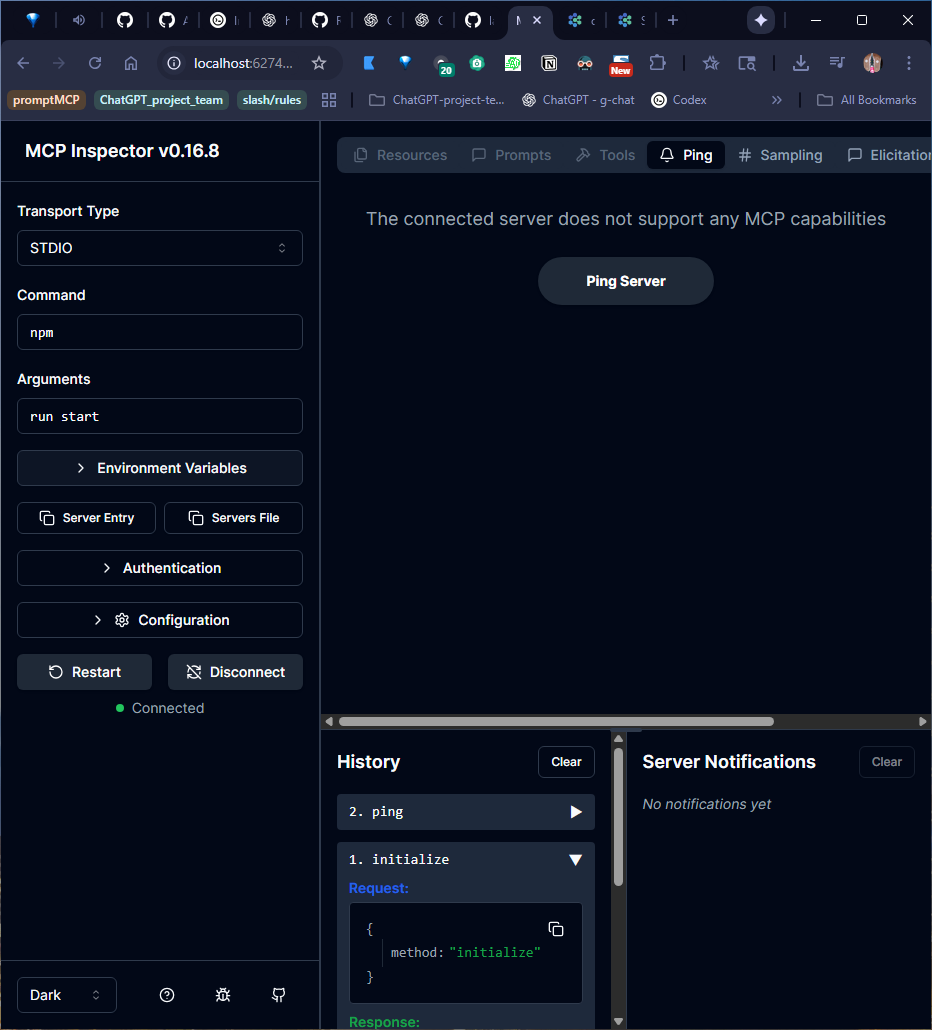 localhost:6274...
20
New
promptMCP
ChatGPT_project_team
slash/rules
ChatGPT-project-te...
ChatGPT - g-chat
Codex
»
All Bookmarks
MCP Inspector v0.16.8
Resources
Prompts
Tools
Ping
Sampling
Elicitation
Transport Type
STDIO
Command
npm
Arguments
run start
Environment Variables
Server Entry
Servers File
Authentication
Configuration
Restart
Disconnect
Connected
The connected server does not support any MCP capabilities
Ping Server
History
Clear
2. ping
1. initialize
Request:
{
method: "initialize"
}
Response:
Server Notifications
Clear
No notifications yet
Dark